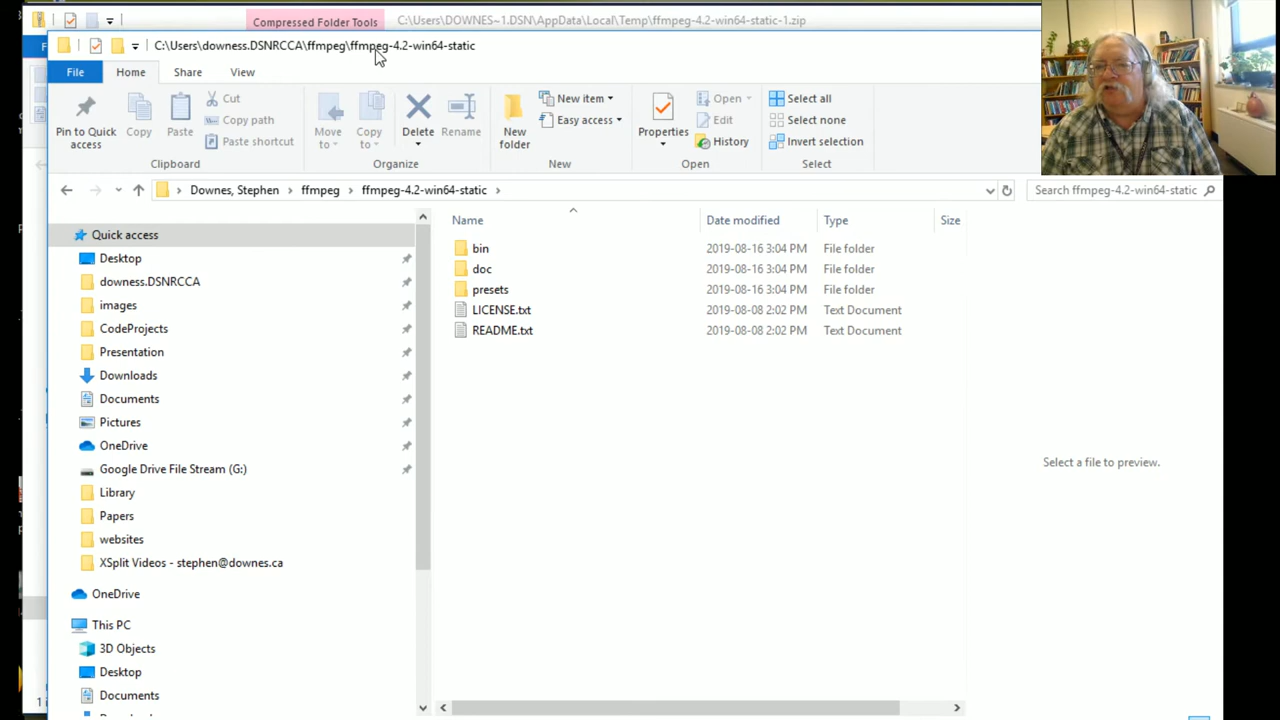 Compressed Folder Tools
C:\Users\DOWNES~1.DSN\AppData\Local\Temp\ffmpeg-4.2-win64-static-1.zip
C:\Users\downess.DSNRCCA\ffmpeg\ffmpeg-4.2-win64-static
File Home Share View
Pin to Quick access
Copy
Paste
Cut
Copy path
Paste shortcut
Clipboard
Move to
Copy to
Delete
Rename
Organize
New folder
New item
Easy access
New
Properties
Open
Edit
History
Open
Select all
Select none
Invert selection
Select
Downes, Stephen > ffmpeg > ffmpeg-4.2-win64-static >
Search ffmpeg-4.2-win64-static
Name Date modified Type Size
bin 2019-08-16 3:04 PM File folder
doc 2019-08-16 3:04 PM File folder
presets 2019-08-16 3:04 PM File folder
LICENSE.txt 2019-08-08 2:02 PM Text Document
README.txt 2019-08-08 2:02 PM Text Document
Quick access
Desktop
downess.DSNRCCA
images
CodeProjects
Presentation
Downloads
Documents
Pictures
OneDrive
Google Drive File Stream (G:)
Library
Papers
websites
XSplit Videos - stephen@downes.ca
OneDrive
This PC
3D Objects
Desktop
Documents
Select a file to preview.